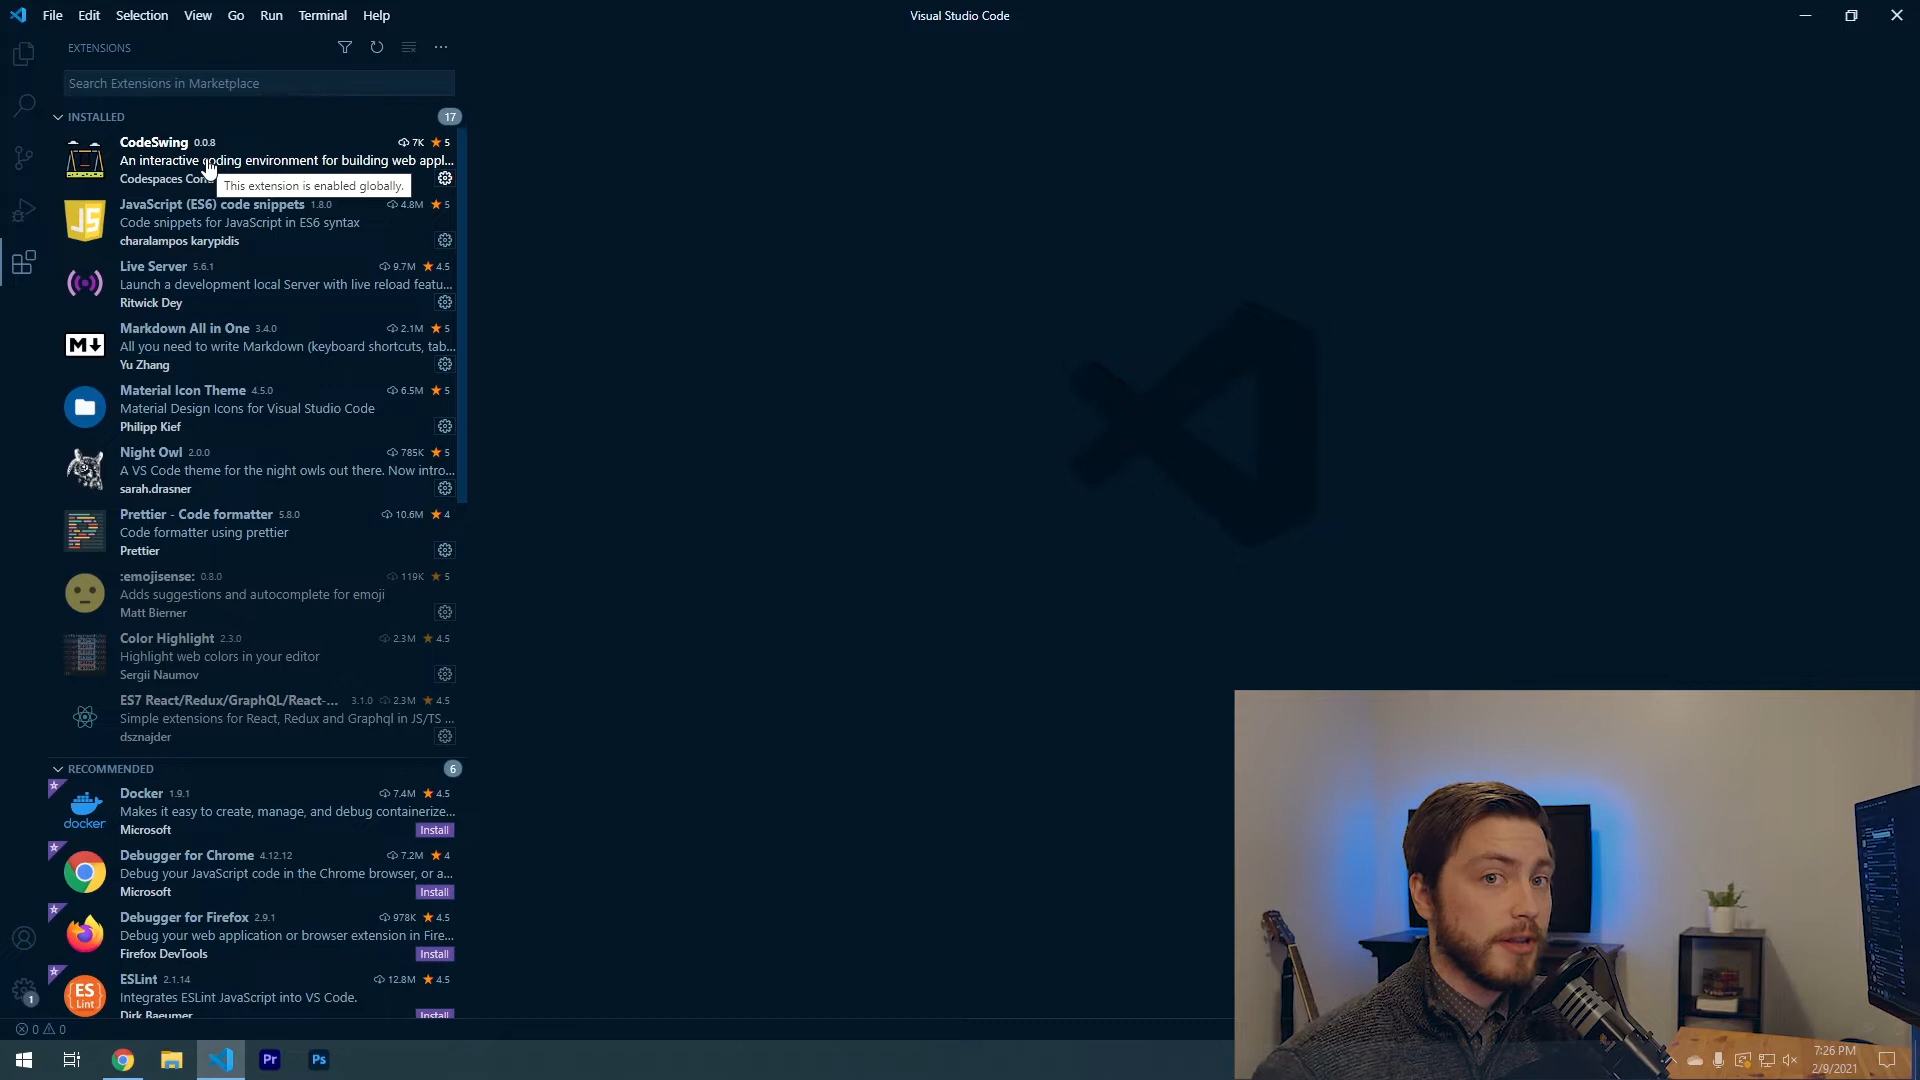 File Edit Selection View Go Run Terminal Help
Visual Studio Code
EXTENSIONS
Search Extensions in Marketplace
INSTALLED 17
CodeSwing 0.0.8 7K 5
An interactive coding environment for building web appl...
Codespaces Con
This extension is enabled globally.
JavaScript (ES6) code snippets 1.8.0 4.8M 5
Code snippets for JavaScript in ES6 syntax
charalampos karypidis
Live Server 5.6.1 9.7M 4.5
Launch a development local Server with live reload featu...
Ritwick Dey
Markdown All in One 3.4.0 2.1M 5
M
All you need to write Markdown (keyboard shortcuts, tab...
Yu Zhang
Material Icon Theme 4.5.0 6.5M 5
Material Design Icons for Visual Studio Code
Philipp Kief
Night Owl 2.0.0 785K 5
A VS Code theme for the night owls out there. Now intro...
sarah.drasner
Prettier - Code formatter 5.8.0 10.6M 4
Code formatter using prettier
Prettier
:emojisense: 0.8.0 119K 5
Adds suggestions and autocomplete for emoji
Matt Bierner
Color Highlight 2.3.0 2.3M 4.5
Highlight web colors in your editor
Sergii Naumov
ES7 React/Redux/GraphQL/React-... 3.1.0 2.3M 4.5
Simple extensions for React, Redux and Graphql in JS/TS ...
dsznajder
RECOMMENDED 6
Docker 1.9.1 7.4M 4.5
Makes it easy to create, manage, and debug containerize...
docker
Microsoft Install
Debugger for Chrome 4.12.12 7.2M 4
Debug your JavaScript code in the Chrome browser, or a...
Microsoft Install
Debugger for Firefox 2.9.1 978K 4.5
Debug your web application or browser extension in Fire...
Firefox DevTools Install
ESLint 2.1.14 12.8M 4.5
ES
Lint
Integrates ESLint JavaScript into VS Code.
Dirk Baeumer Install
JS
1
0 0
Pr Ps
7:26 PM
2/9/2021